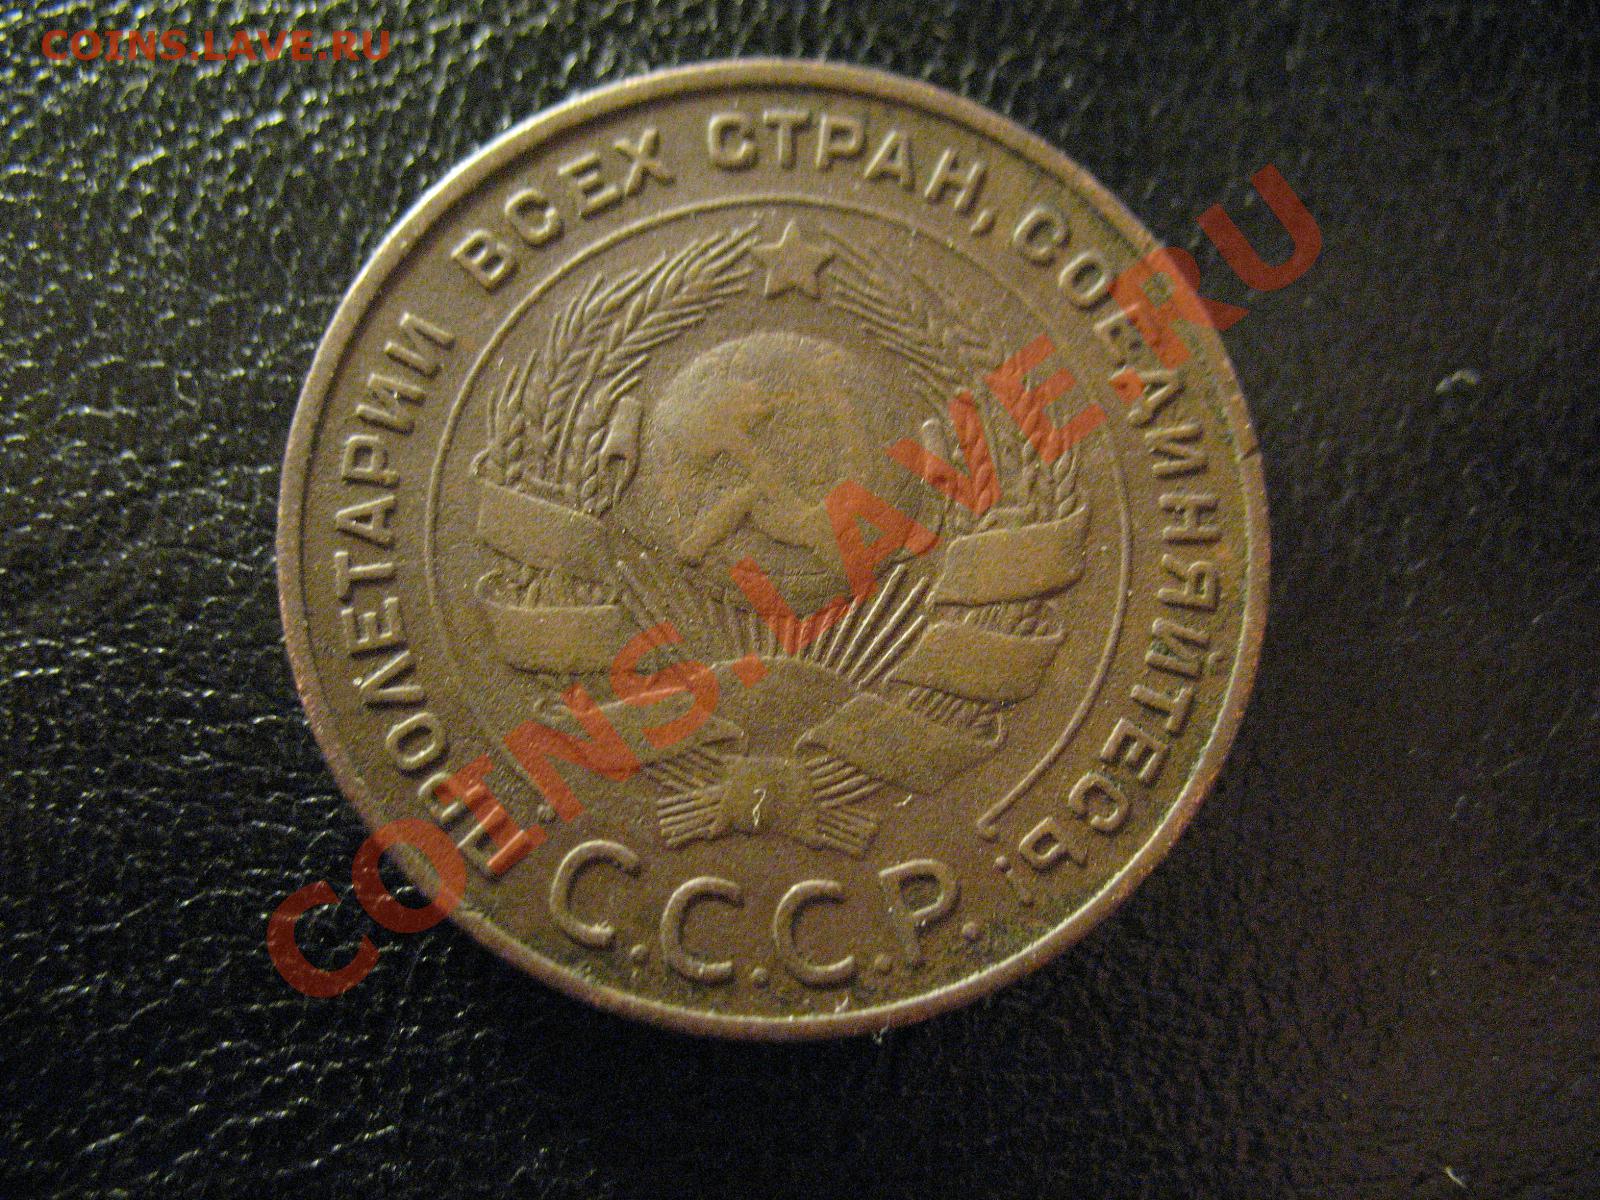 COINS.LAVE.RU
ПРОЛЕТАРИИ ВСЕХ СТРАН, СОЕДИНЯЙТЕСЬ!
С.С.С.Р.
COINS.LAVE.RU